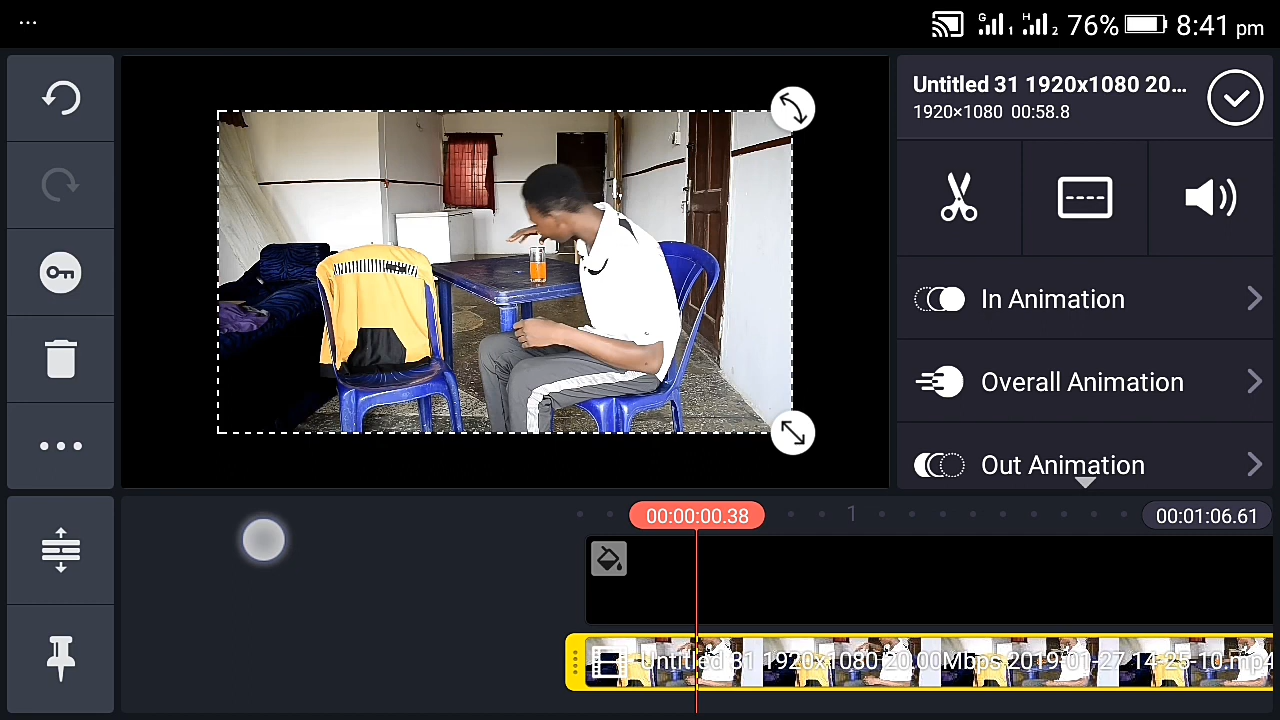 ...
G 1 H 2 76% 8:41 pm
Untitled 31 1920x1080 20...
1920×1080 00:58.8
In Animation
Overall Animation
Out Animation
00:00:00.38
1
00:01:06.61
Untitled 31 1920x1080 20.00Mbps 2019-01-27 14-25-10.mp4